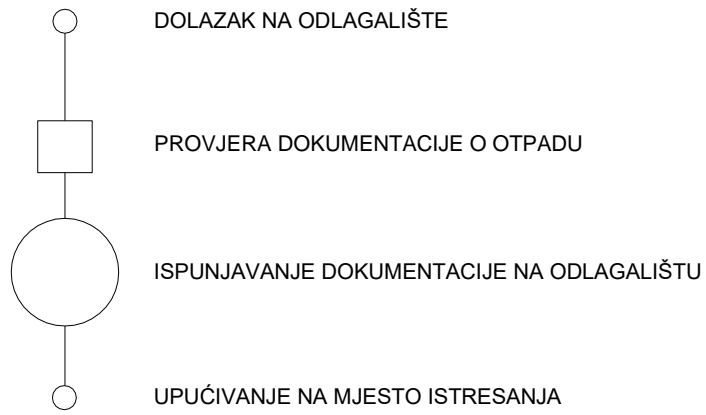 DOLAZAK NA ODLAGALIŠTE
PROVJERA DOKUMENTACIJE O OTPADU
ISPUNJAVANJE DOKUMENTACIJE NA ODLAGALIŠTU
UPUĆIVANJE NA MJESTO ISTRESANJA